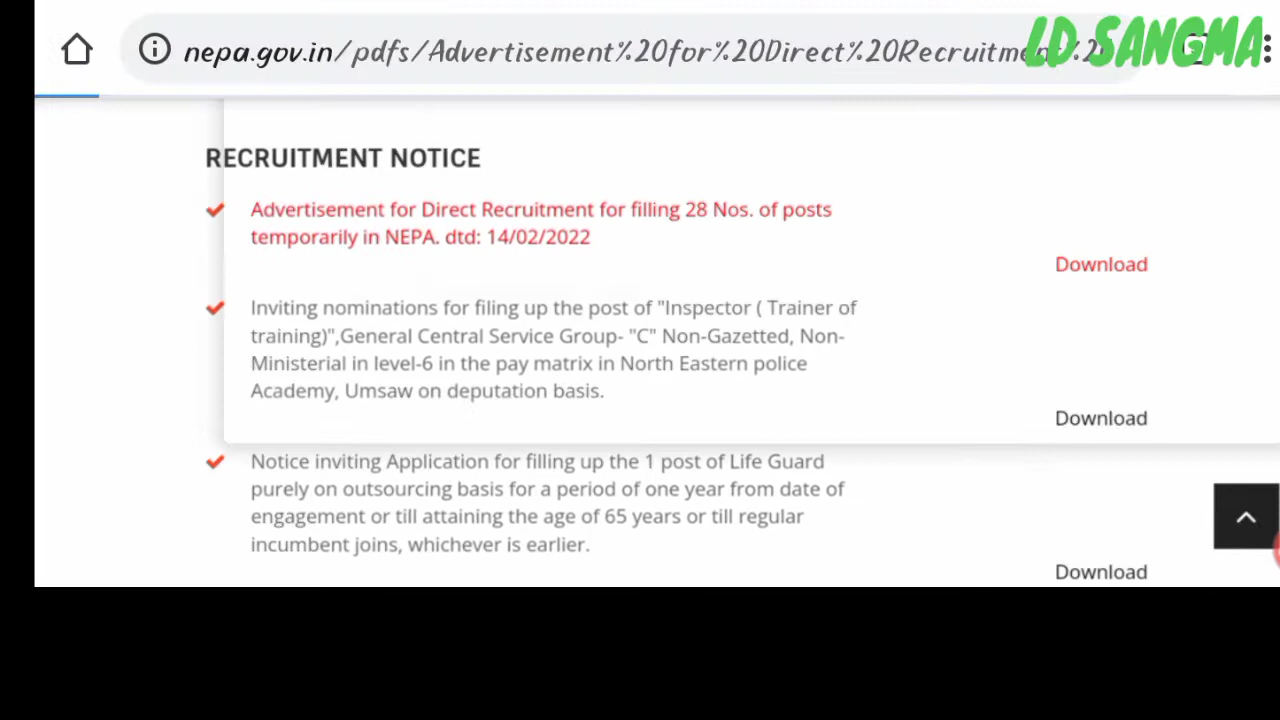 nepa.gov.in/pdfs/Advertisement%20for%20Direct%20Recruitme
LD SANGMA
RECRUITMENT NOTICE
Advertisement for Direct Recruitment for filling 28 Nos. of posts
temporarily in NEPA. dtd: 14/02/2022
Download
Inviting nominations for filing up the post of "Inspector ( Trainer of
training)",General Central Service Group- "C" Non-Gazetted, Non-
Ministerial in level-6 in the pay matrix in North Eastern police
Academy, Umsaw on deputation basis.
Download
Notice inviting Application for filling up the 1 post of Life Guard
purely on outsourcing basis for a period of one year from date of
engagement or till attaining the age of 65 years or till regular
incumbent joins, whichever is earlier.
Download